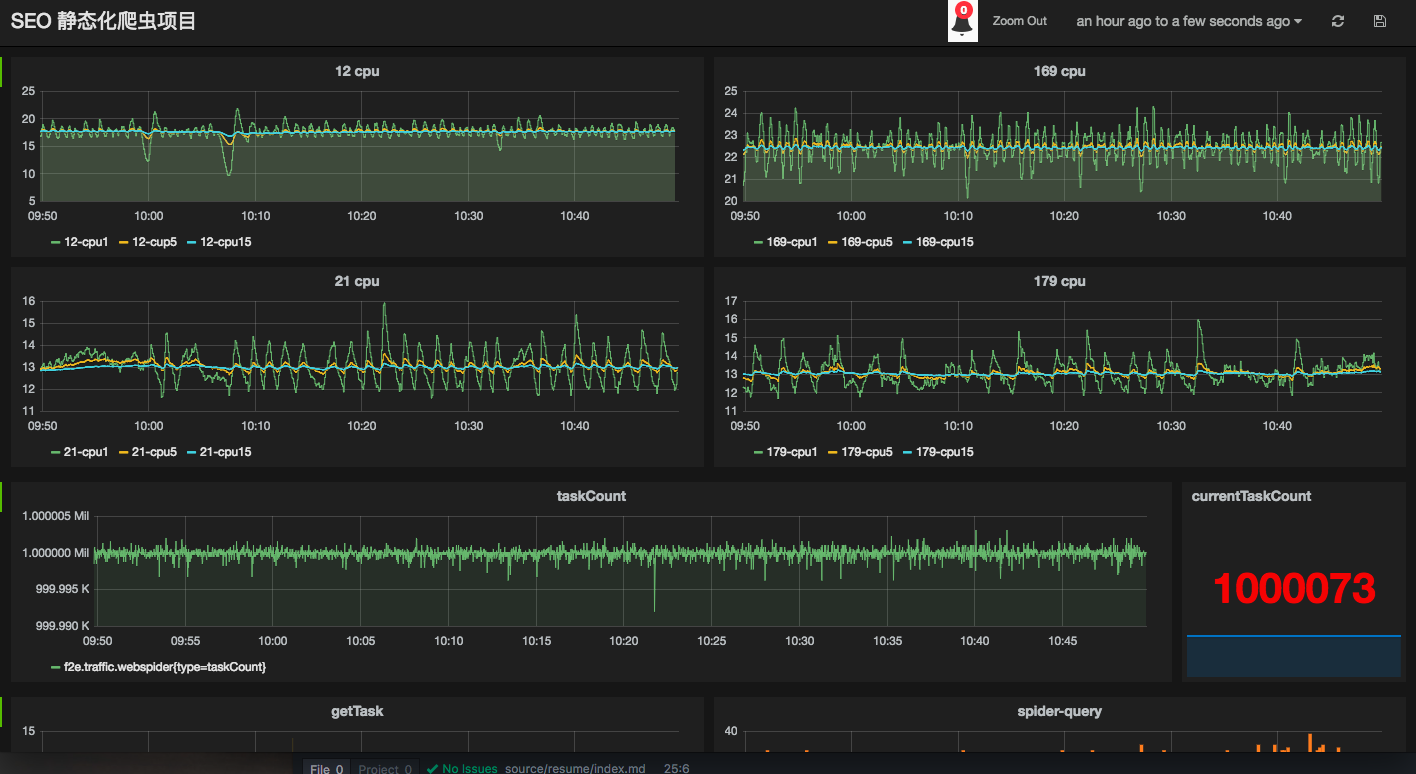 SEO 静态化爬虫项目
0
Zoom Out
an hour ago to a few seconds ago
12 cpu
25
20
15
10
5
09:50 10:00 10:10 10:20 10:30 10:40
12-cpu1 12-cup5 12-cpu15
169 cpu
25
24
23
22
21
20
09:50 10:00 10:10 10:20 10:30 10:40
169-cpu1 169-cpu5 169-cpu15
21 cpu
16
15
14
13
12
11
09:50 10:00 10:10 10:20 10:30 10:40
21-cpu1 21-cpu5 21-cpu15
179 cpu
17
16
15
14
13
12
11
09:50 10:00 10:10 10:20 10:30 10:40
179-cpu1 179-cpu5 179-cpu15
taskCount
1.000005 Mil
1.000000 Mil
999.995 K
999.990 K
09:50 09:55 10:00 10:05 10:10 10:15 10:20 10:25 10:30 10:35 10:40 10:45
f2e.traffic.webspider{type=taskCount}
currentTaskCount
1000073
getTask
15
spider-query
40
File 0 Project 0 No Issues source/resume/index.md 25:6